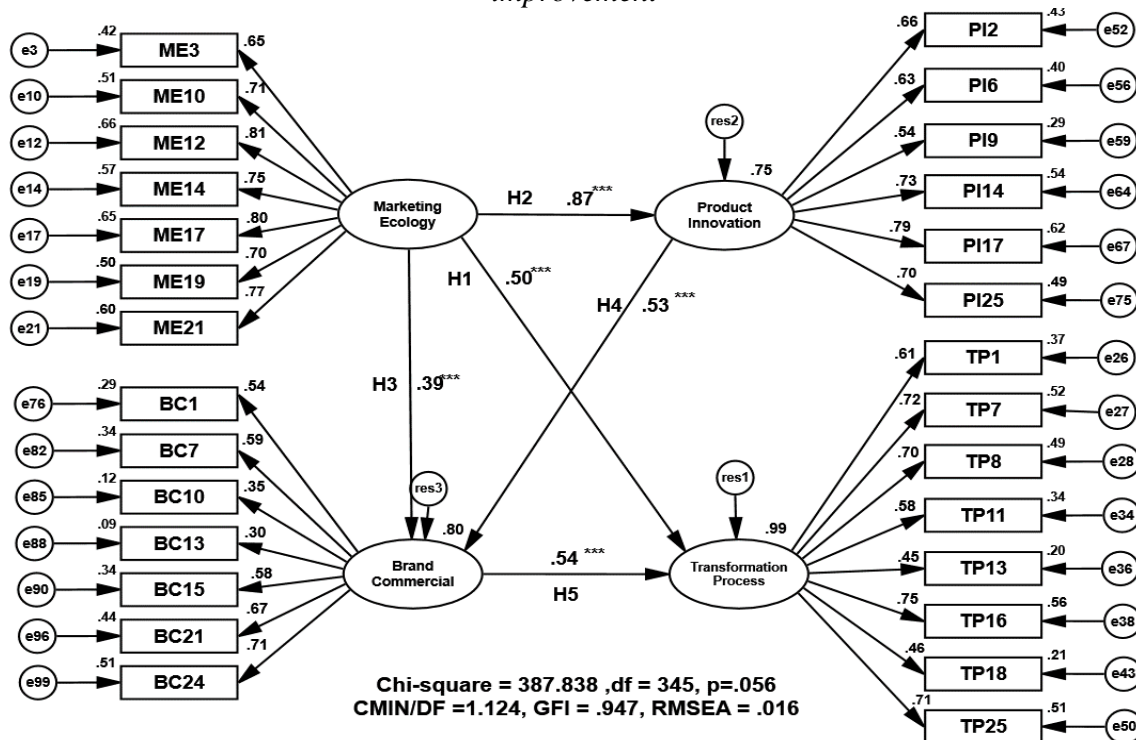 improvement
e3 .42 ME3 .65
e10 .51 ME10 .71
e12 .66 ME12 .81
e14 .57 ME14 .75
e17 .65 ME17 .80
e19 .50 ME19 .70
e21 .60 ME21 .77
Marketing
Ecology
H2 .87***
res2
.75
Product
Innovation
.66 PI2 .43 e52
.63 PI6 .40 e56
.54 PI9 .29 e59
.73 PI14 .54 e64
.79 PI17 .62 e67
.70 PI25 .49 e75
H1 .50***
H4 .53 ***
H3 .39***
e76 .29 BC1 .54
e82 .34 BC7 .59
e85 .12 BC10 .35
e88 .09 BC13 .30
e90 .34 BC15 .58
e96 .44 BC21 .67
e99 .51 BC24 .71
res3
.80
Brand
Commercial
.54 ***
H5
res1
.99
Transformation
Process
.61 TP1 .37 e26
.72 TP7 .52 e27
.70 TP8 .49 e28
.58 TP11 .34 e34
.45 TP13 .20 e36
.75 TP16 .56 e38
.46 TP18 .21 e43
.71 TP25 .51 e50
Chi-square = 387.838 ,df = 345, p=.056
CMIN/DF =1.124, GFI = .947, RMSEA = .016